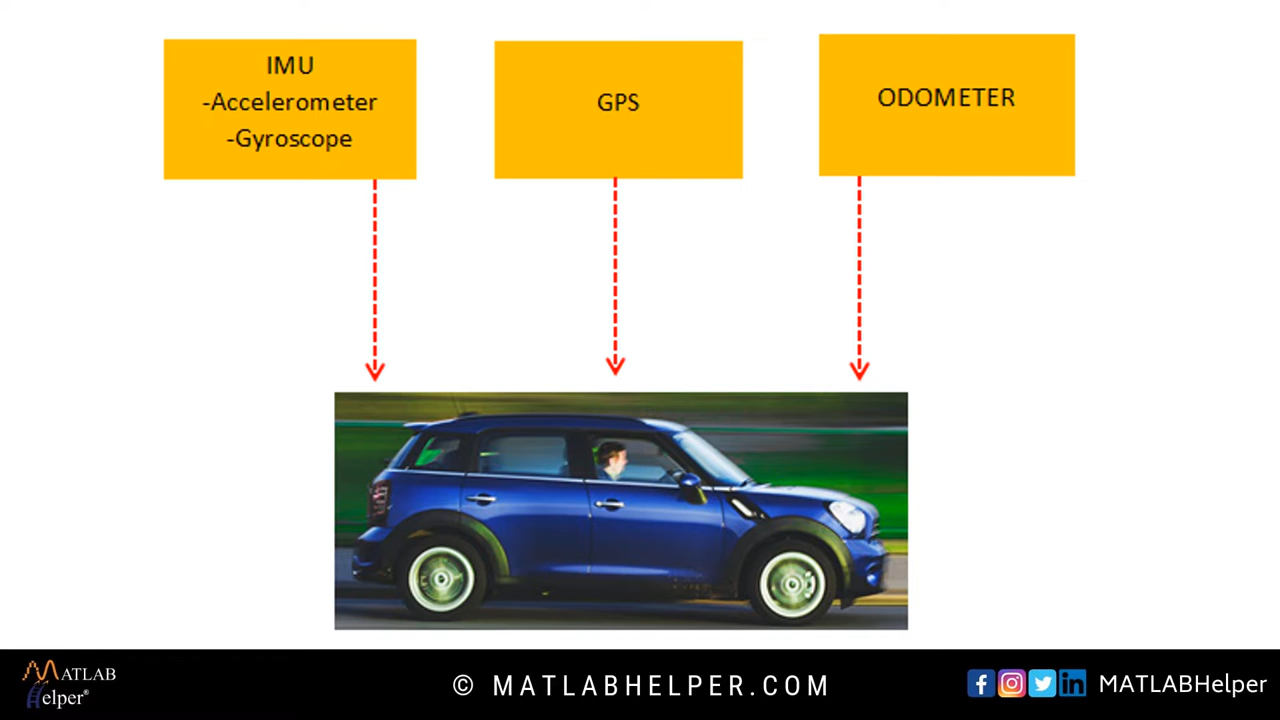 IMU
-Accelerometer
-Gyroscope
GPS
ODOMETER
MATLAB
Helper®
© MATLABHELPER.COM
MATLABHelper